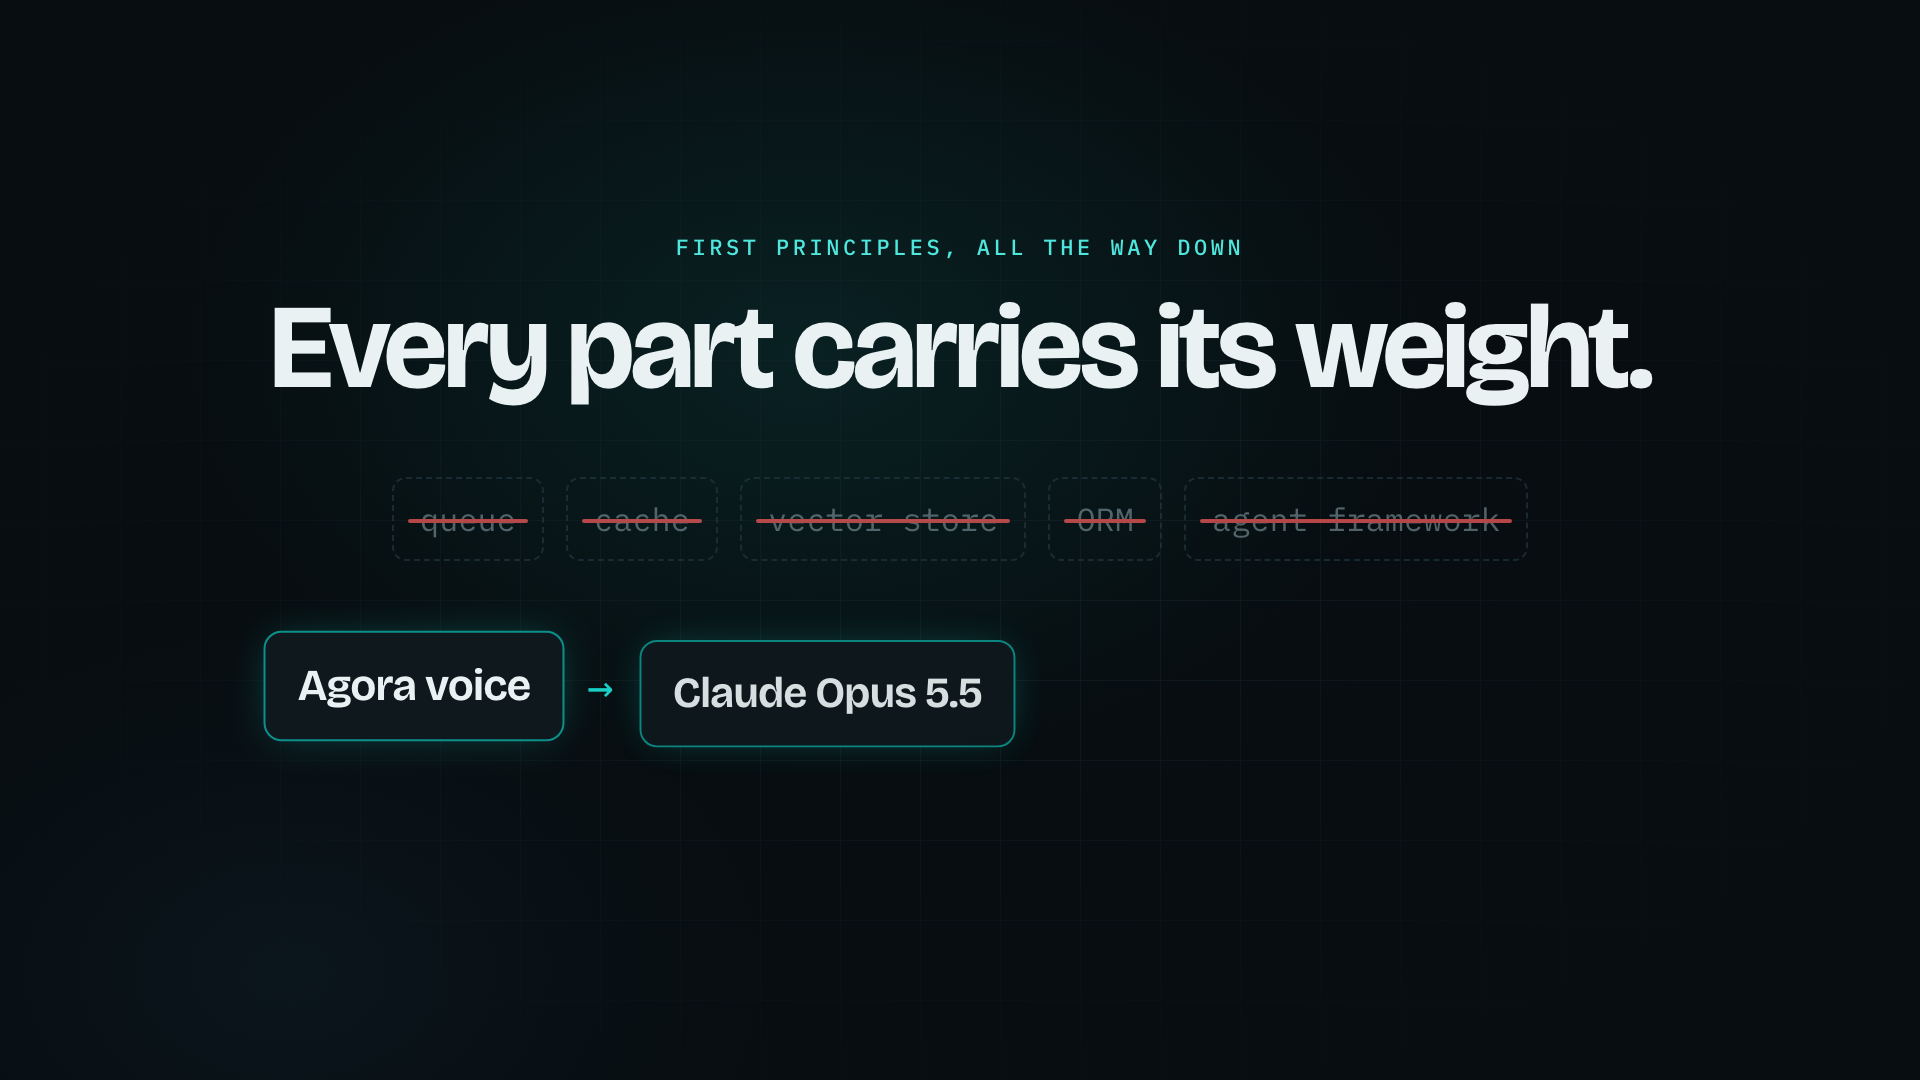 FIRST PRINCIPLES, ALL THE WAY DOWN
Every part carries its weight.
queue cache vector store ORM agent framework
Agora voice → Claude Opus 5.5